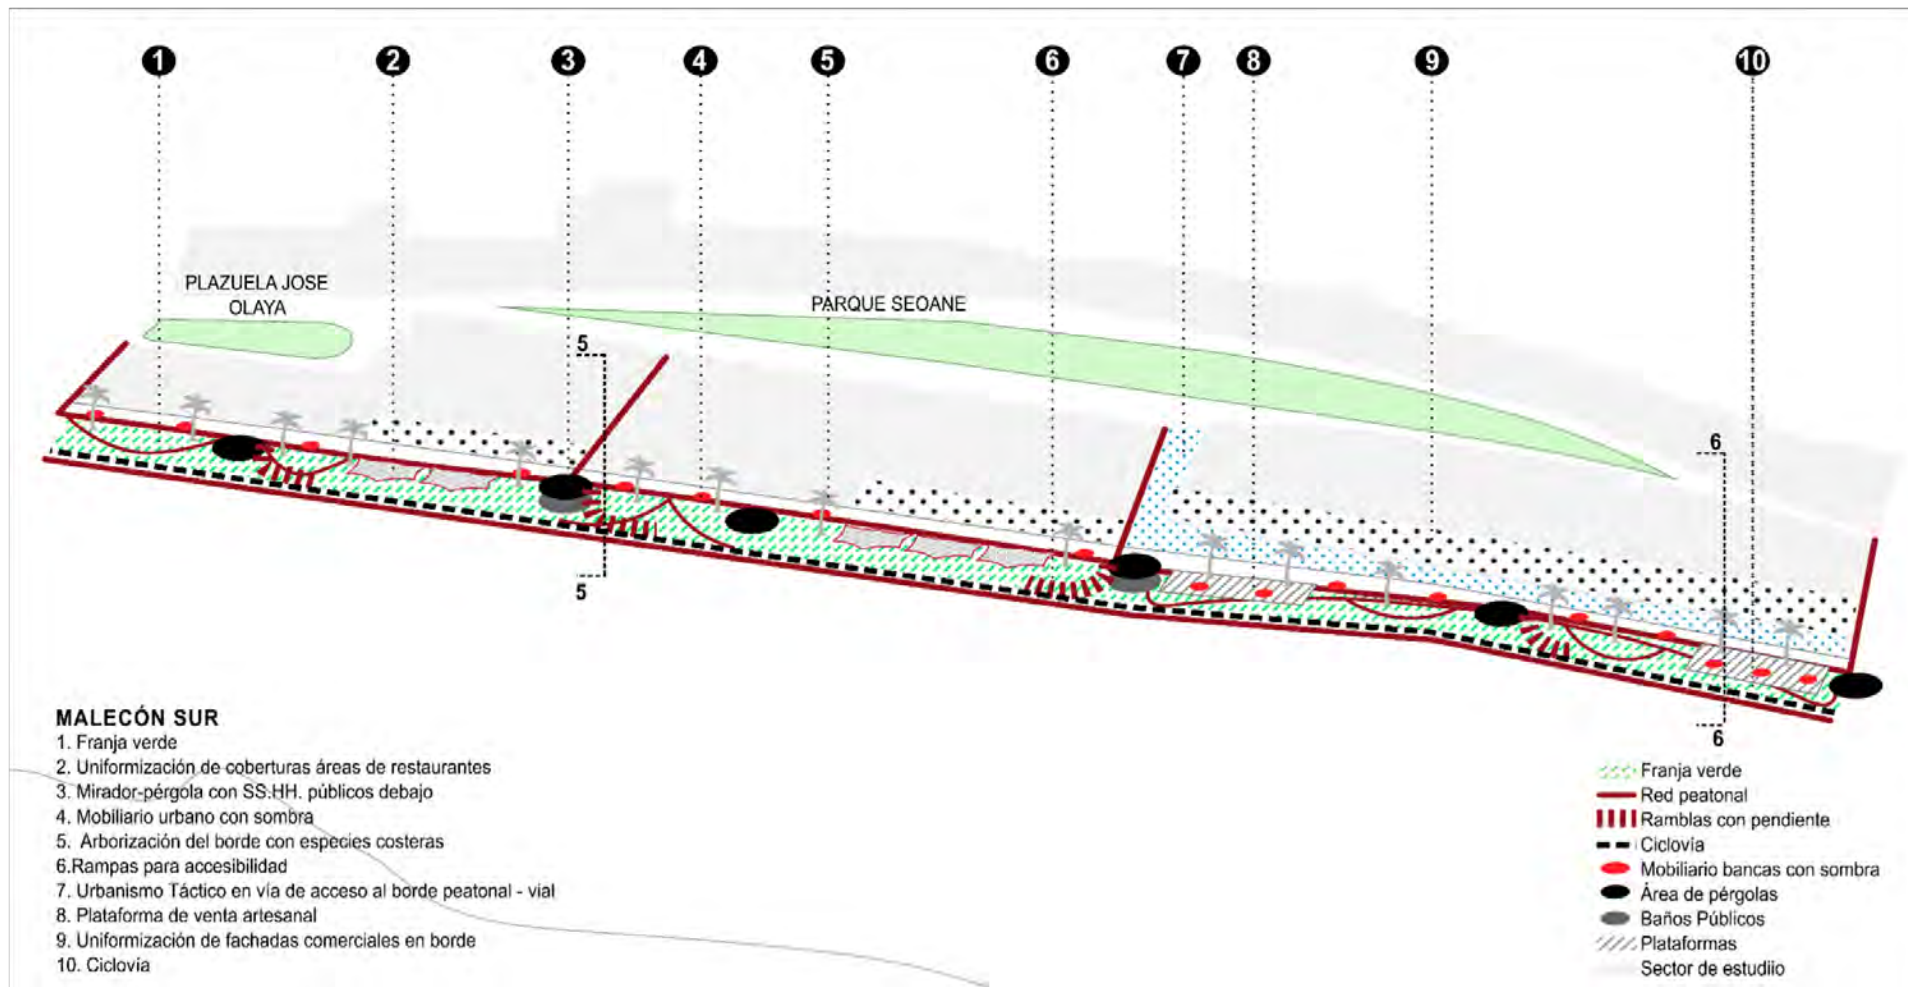 1 2 3 4 5 6 7 8 9 10
PLAZUELA JOSE
OLAYA
PARQUE SEOANE
5
6
5
6
MALECÓN SUR
1. Franja verde
2. Uniformización de coberturas áreas de restaurantes
3. Mirador-pérgola con SS.HH. públicos debajo
4. Mobiliario urbano con sombra
5. Arborización del borde con especies costeras
6.Rampas para accesibilidad
7. Urbanismo Táctico en vía de acceso al borde peatonal - vial
8. Plataforma de venta artesanal
9. Uniformización de fachadas comerciales en borde
10. Ciclovía
Franja verde
Red peatonal
Ramblas con pendiente
Ciclovía
Mobiliario bancas con sombra
Área de pérgolas
Baños Públicos
Plataformas
Sector de estudiio